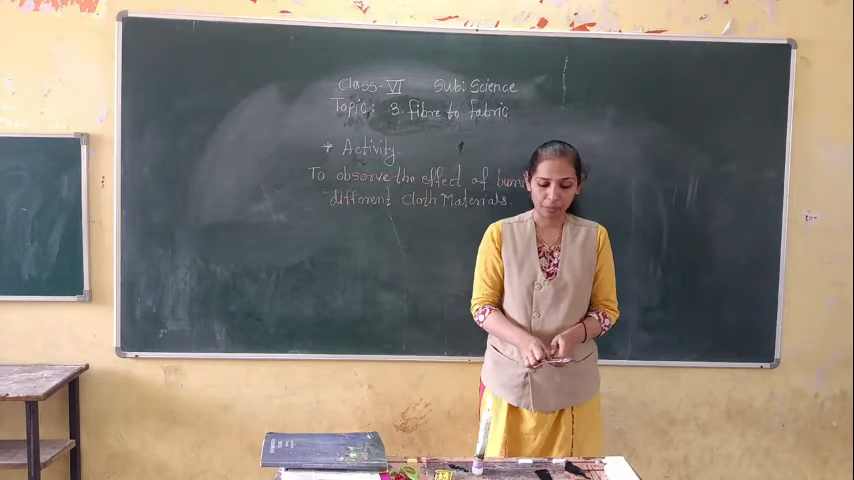 Class-VI Sub: Science
Topic: 3. fibre to fabric
* Activity.
To observe the effect of
different Cloth Materials.